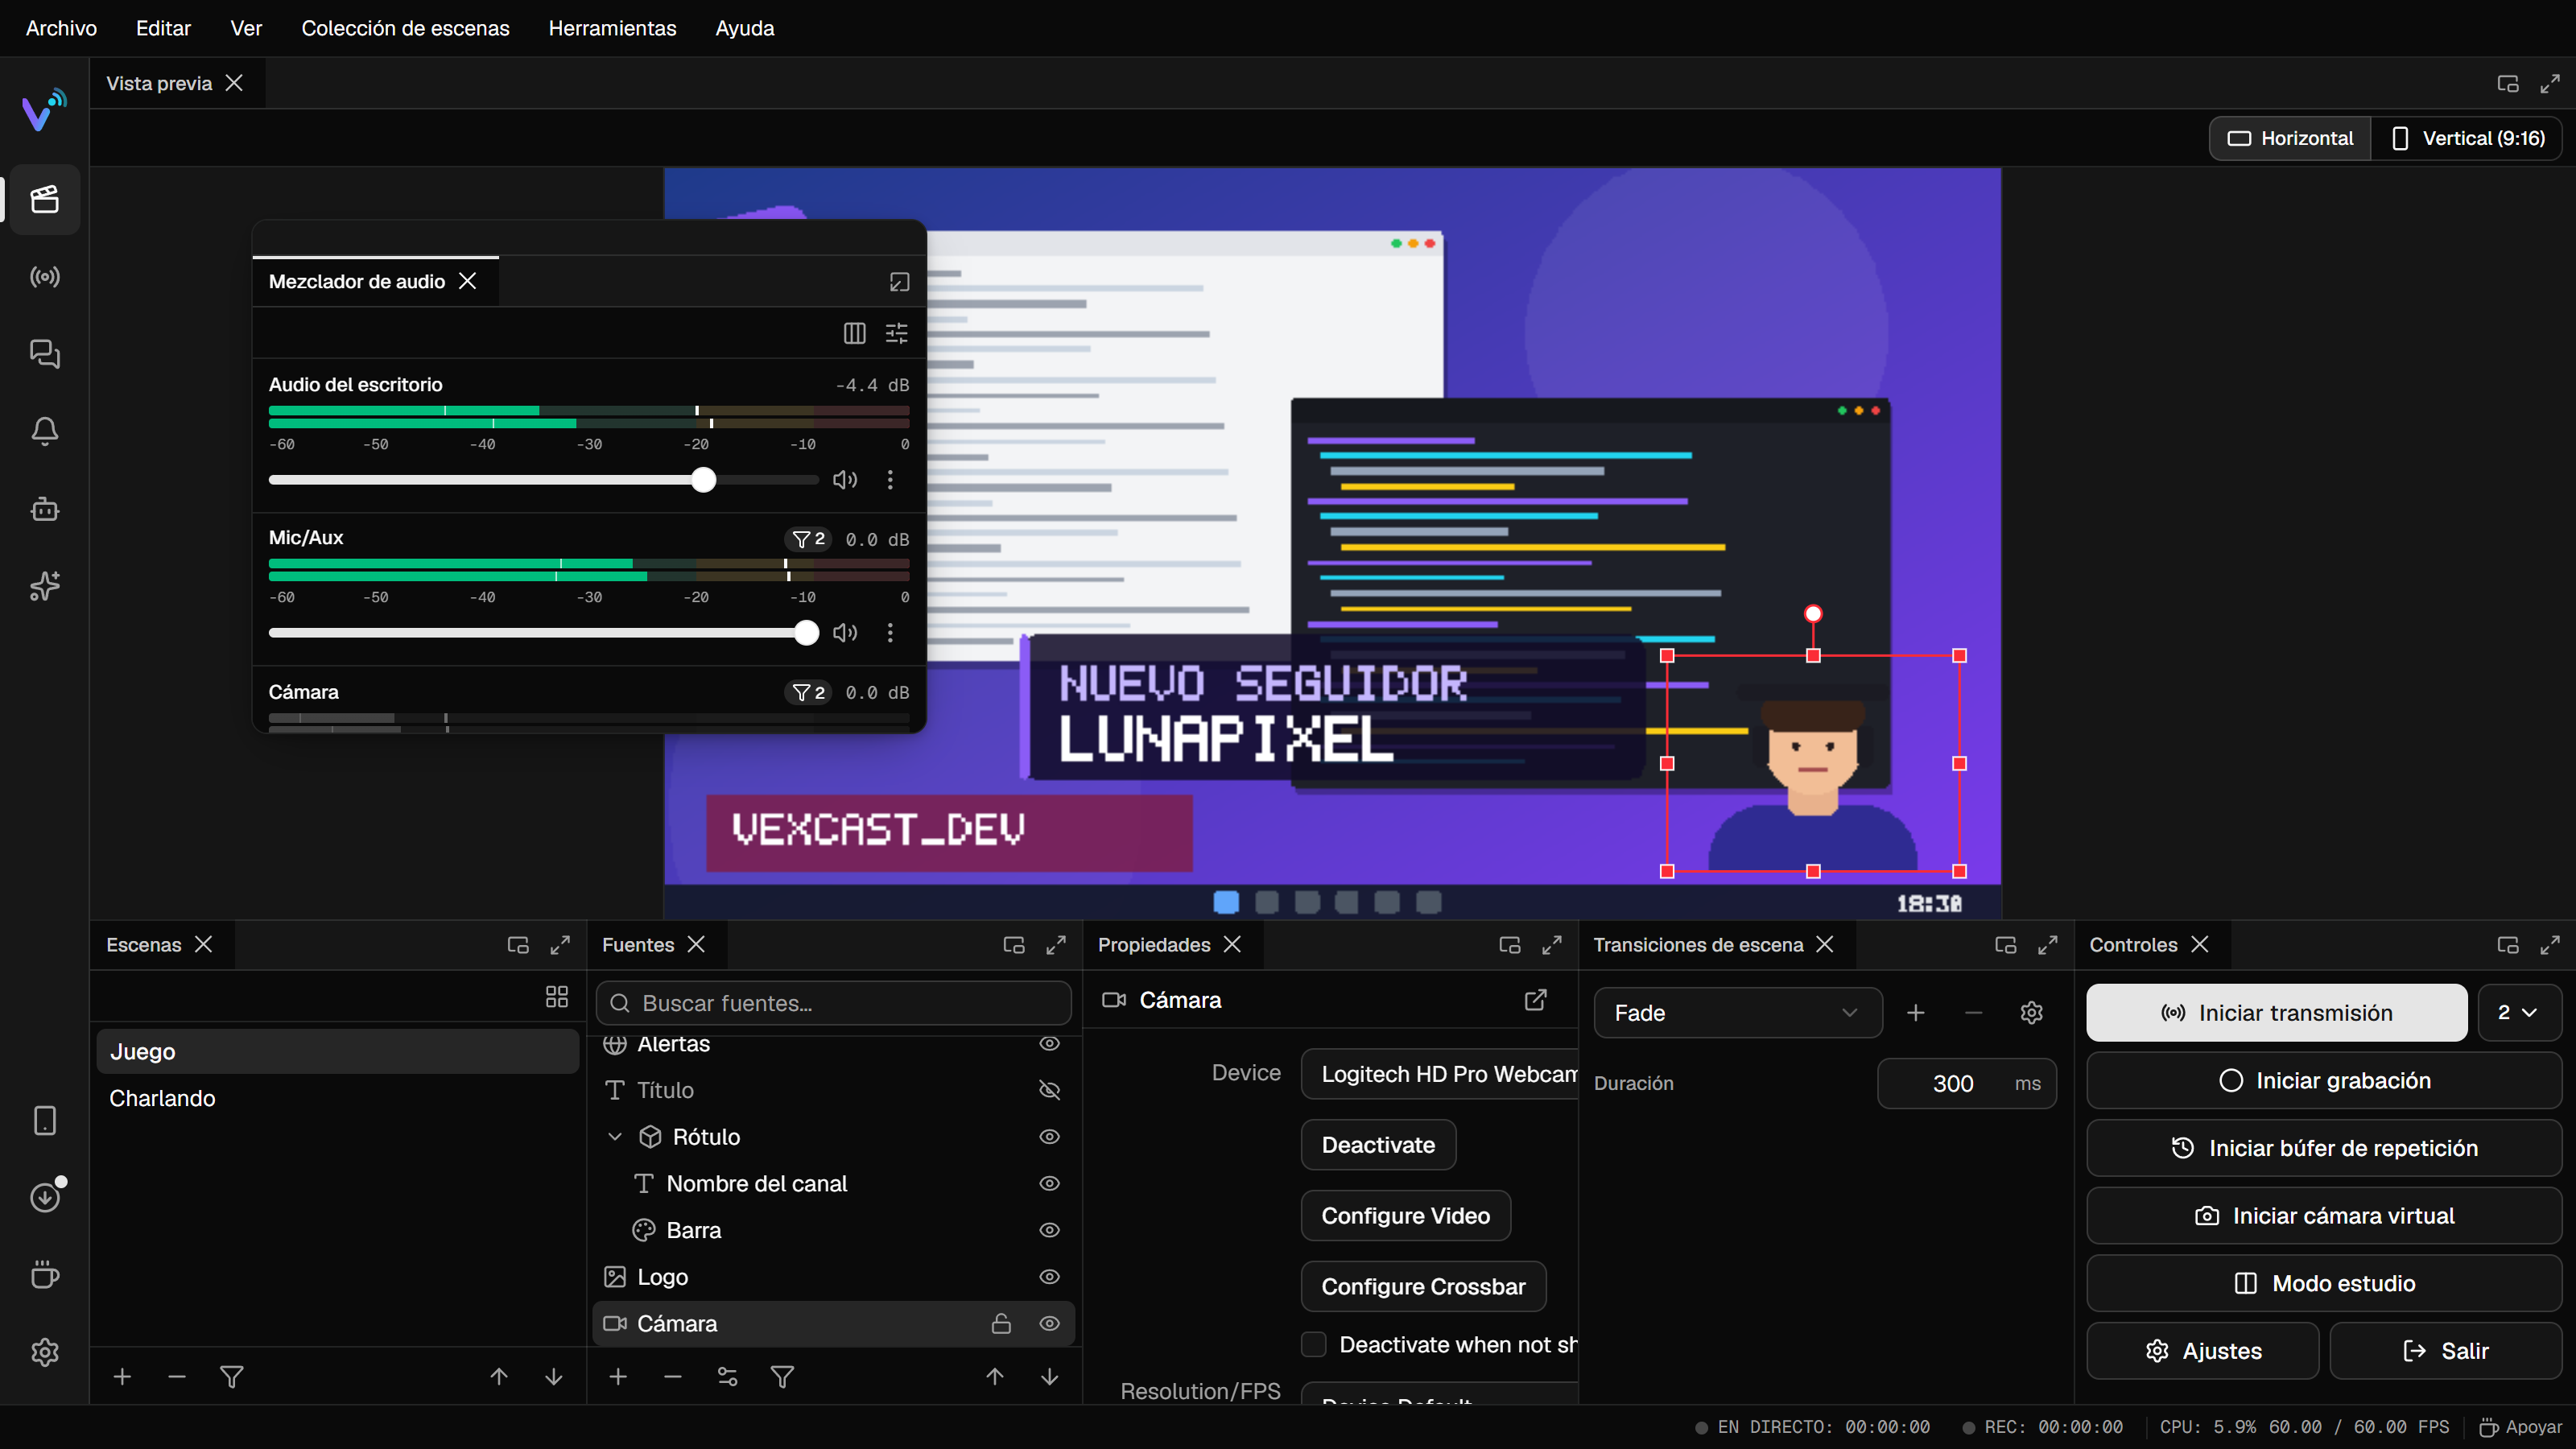 Archivo Editar Ver Colección de escenas Herramientas Ayuda
Vista previa
Horizontal Vertical (9:16)
Mezclador de audio
Audio del escritorio -4.4 dB
-60 -50 -40 -30 -20 -10 0
Mic/Aux 2 0.0 dB
-60 -50 -40 -30 -20 -10 0
Cámara 2 0.0 dB
NUEVO SEGUIDOR
LUNAPIXEL
VEXCAST_DEV
18:30
Escenas
Juego
Charlando
Fuentes
Buscar fuentes...
Alertas
Título
Rótulo
Nombre del canal
Barra
Logo
Cámara
Propiedades
Cámara
Device Logitech HD Pro Webcam
Deactivate
Configure Video
Configure Crossbar
Deactivate when not sh
Resolution/FPS Device Default
Transiciones de escena
Fade
Duración 300 ms
Controles
Iniciar transmisión 2
Iniciar grabación
Iniciar búfer de repetición
Iniciar cámara virtual
Modo estudio
Ajustes Salir
EN DIRECTO: 00:00:00 REC: 00:00:00 CPU: 5.9% 60.00 / 60.00 FPS Apoyar